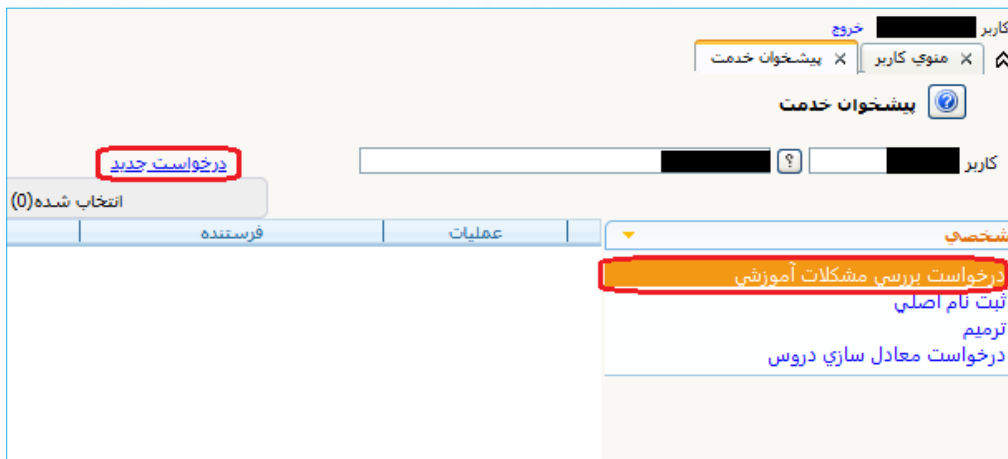 کاربر خروج
منوي کاربر پيشخوان خدمت
پيشخوان خدمت
کاربر ؟ درخواست جديد
انتخاب شده(0)
شخصي
عمليات فرستنده
درخواست بررسي مشکلات آموزشي
ثبت نام اصلي
ترميم
درخواست معادل سازي دروس